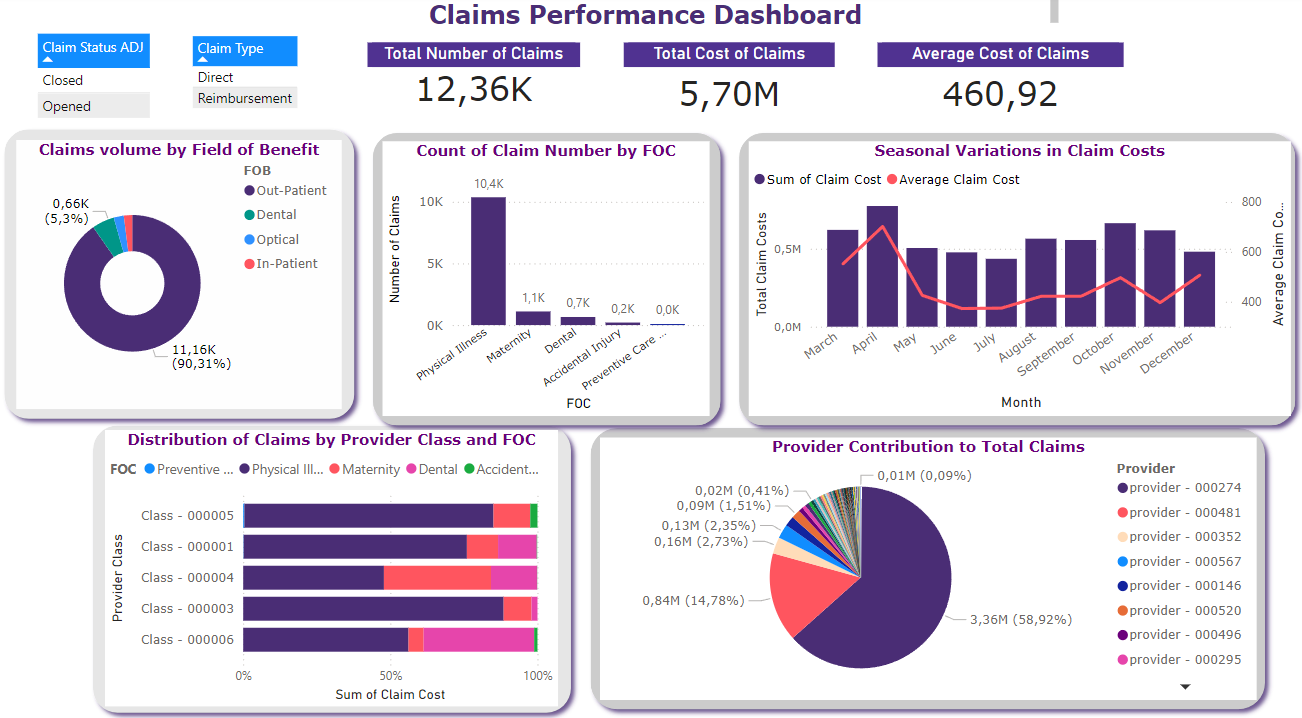 Claims Performance Dashboard
Claim Status ADJ
Closed
Opened
Claim Type
Direct
Reimbursement
Total Number of Claims
12,36K
Total Cost of Claims
5,70M
Average Cost of Claims
460,92
Claims volume by Field of Benefit
FOB
Out-Patient
Dental
Optical
In-Patient
0,66K
(5,3%)
11,16K
(90,31%)
Count of Claim Number by FOC
Number of Claims
10K
5K
0K
10,4K
1,1K
0,7K
0,2K
0,0K
Physical Illness
Maternity
Dental
Accidental Injury
Preventive Care ...
FOC
Seasonal Variations in Claim Costs
Sum of Claim Cost
Average Claim Cost
Total Claim Costs
0,5M
0,0M
800
600
400
Average Claim Co...
March
April
May
June
July
August
September
October
November
December
Month
Distribution of Claims by Provider Class and FOC
FOC Preventive ... Physical Ill... Maternity Dental Accident...
Provider Class
Class - 000005
Class - 000001
Class - 000004
Class - 000003
Class - 000006
0% 50% 100%
Sum of Claim Cost
Provider Contribution to Total Claims
0,01M (0,09%)
0,02M (0,41%)
0,09M (1,51%)
0,13M (2,35%)
0,16M (2,73%)
0,84M (14,78%)
3,36M (58,92%)
Provider
provider - 000274
provider - 000481
provider - 000352
provider - 000567
provider - 000146
provider - 000520
provider - 000496
provider - 000295